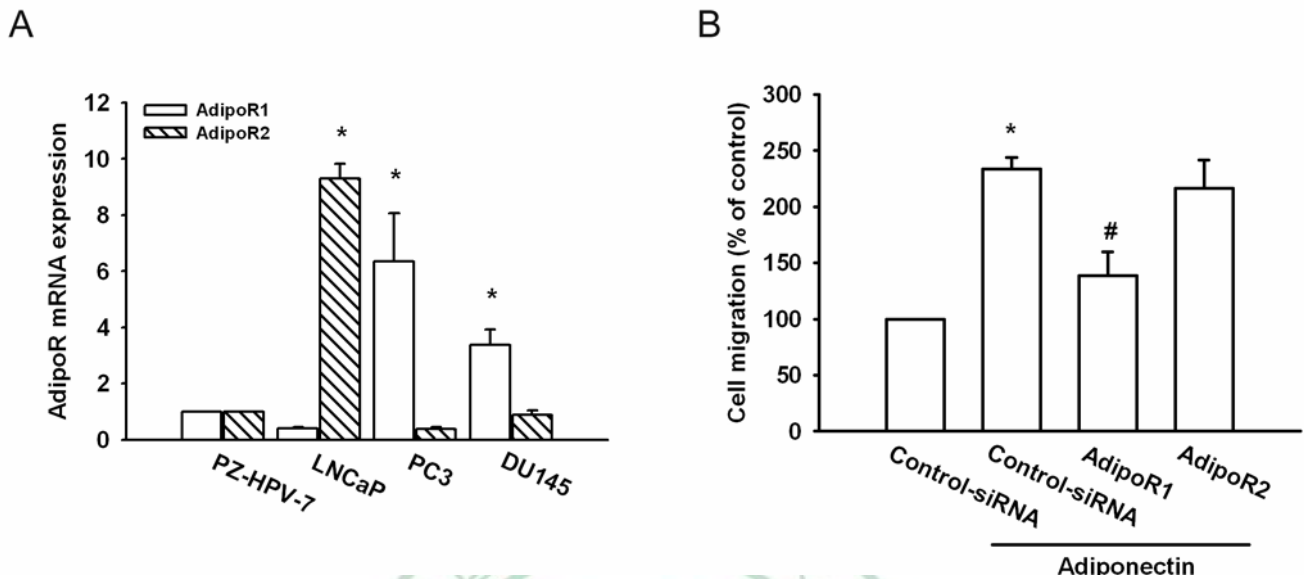 A
AdipoR mRNA expression
12
10
8
6
4
2
0
AdipoR1
AdipoR2
*
*
*
PZ-HPV-7
LNCaP
PC3
DU145
B
Cell migration (% of control)
300
250
200
150
100
50
0
*
#
Control-siRNA
Control-siRNA
AdipoR1
AdipoR2
Adiponectin